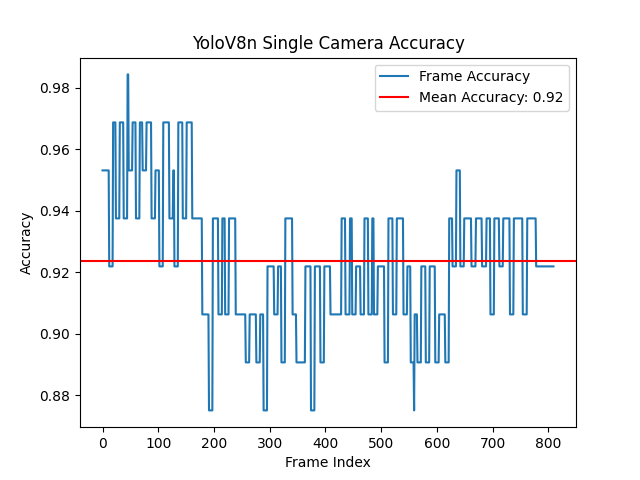 YoloV8n Single Camera Accuracy
Frame Accuracy
Mean Accuracy: 0.92
Accuracy
0.98
0.96
0.94
0.92
0.90
0.88
0 100 200 300 400 500 600 700 800
Frame Index